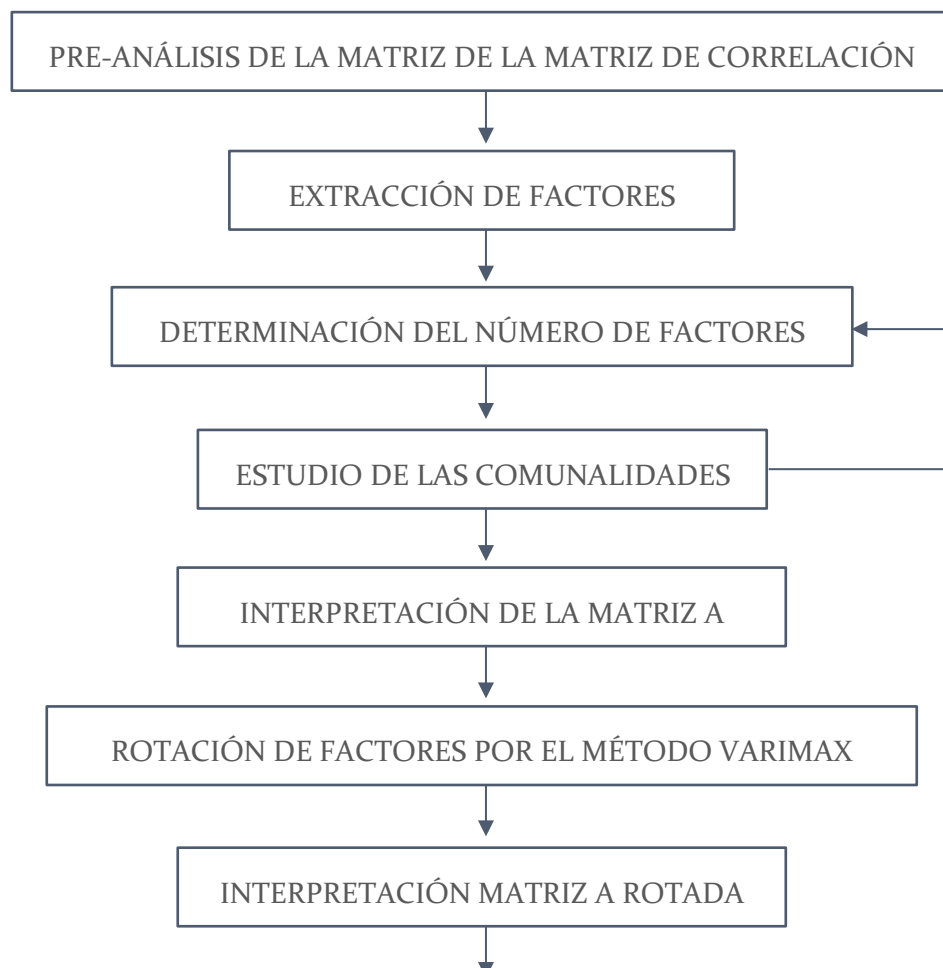 PRE-ANÁLISIS DE LA MATRIZ DE LA MATRIZ DE CORRELACIÓN
EXTRACCIÓN DE FACTORES
DETERMINACIÓN DEL NÚMERO DE FACTORES
ESTUDIO DE LAS COMUNALIDADES
INTERPRETACIÓN DE LA MATRIZ A
ROTACIÓN DE FACTORES POR EL MÉTODO VARIMAX
INTERPRETACIÓN MATRIZ A ROTADA